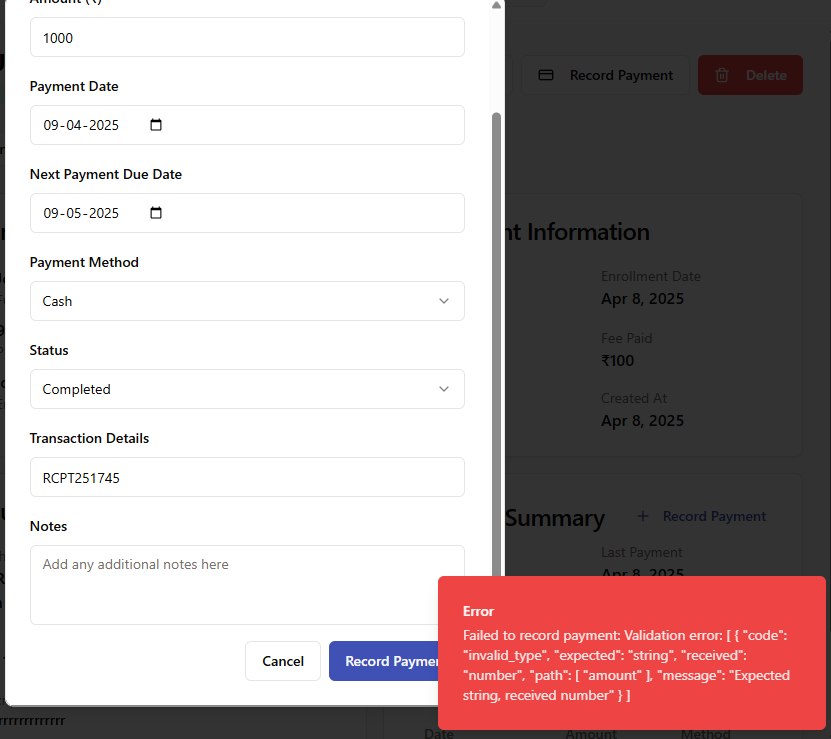 Amount (₹)
1000
Record Payment
Delete
Payment Date
09-04-2025
Next Payment Due Date
09-05-2025
nt Information
Enrollment Date
Apr 8, 2025
Payment Method
Cash
Fee Paid
₹100
Status
Completed
Created At
Apr 8, 2025
Transaction Details
RCPT251745
Summary
Record Payment
Notes
Add any additional notes here
Last Payment
Apr 8, 2025
Cancel
Record Paymen
Error
Failed to record payment: Validation error: [ { "code":
"invalid_type", "expected": "string", "received":
"number", "path": [ "amount" ], "message": "Expected
string, received number" } ]
Date
Amount
Method